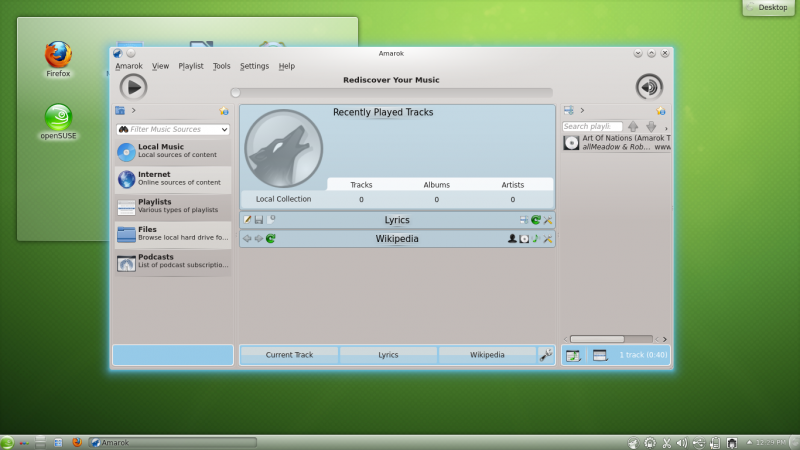 Desktop
Firefox
openSUSE
Amarok
Amarok View Playlist Tools Settings Help
Rediscover Your Music
Filter Music Sources
Local Music
Local sources of content
Internet
Online sources of content
Playlists
Various types of playlists
Files
Browse local hard drive fo...
Podcasts
List of podcast subscriptio...
Recently Played Tracks
Tracks Albums Artists
Local Collection 0 0 0
Lyrics
Wikipedia
Search playli
Art Of Nations (Amarok T
allMeadow & Rob... www
Current Track Lyrics Wikipedia
1 track (0:40)
Amarok
12:29 PM